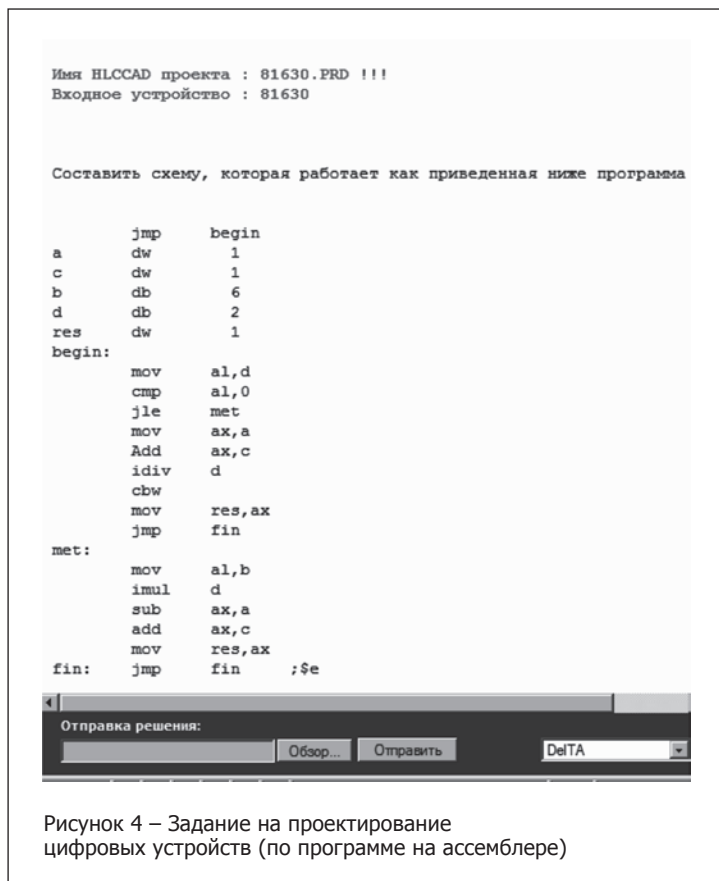 Имя HLCCAD проекта : 81630.PRD !!!
Входное устройство : 81630
Составить схему, которая работает как приведенная ниже программа
jmp begin
a dw 1
c dw 1
b db 6
d db 2
res dw 1
begin:
mov al,d
cmp al,0
jle met
mov ax,a
Add ax,c
idiv d
cbw
mov res,ax
jmp fin
met:
mov al,b
imul d
sub ax,a
add ax,c
mov res,ax
fin: jmp fin ;$e
Отправка решения:
Обзор... Отправить DelTA
Рисунок 4 – Задание на проектирование
цифровых устройств (по программе на ассемблере)